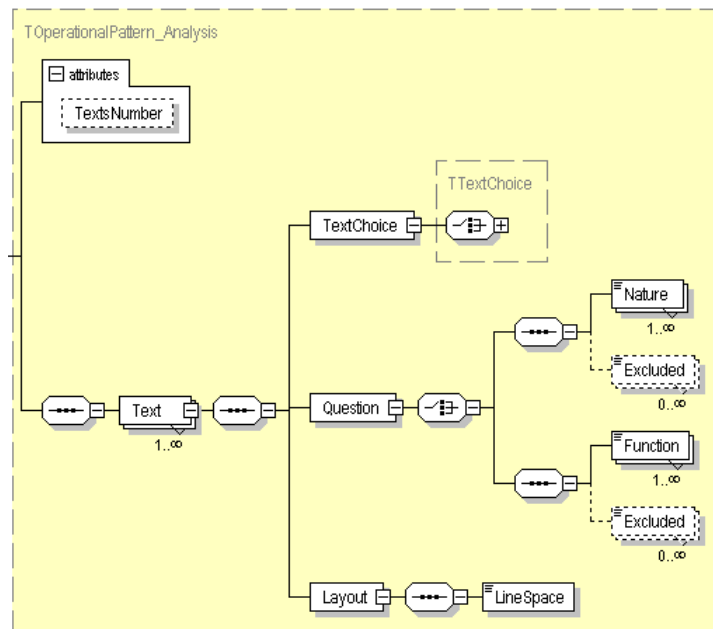 TOperationalPattern_Analysis
attributes
TextsNumber
TTextChoice
TextChoice
Nature
1..∞
Excluded
0..∞
Text
1..∞
Question
Function
1..∞
Excluded
0..∞
Layout
LineSpace